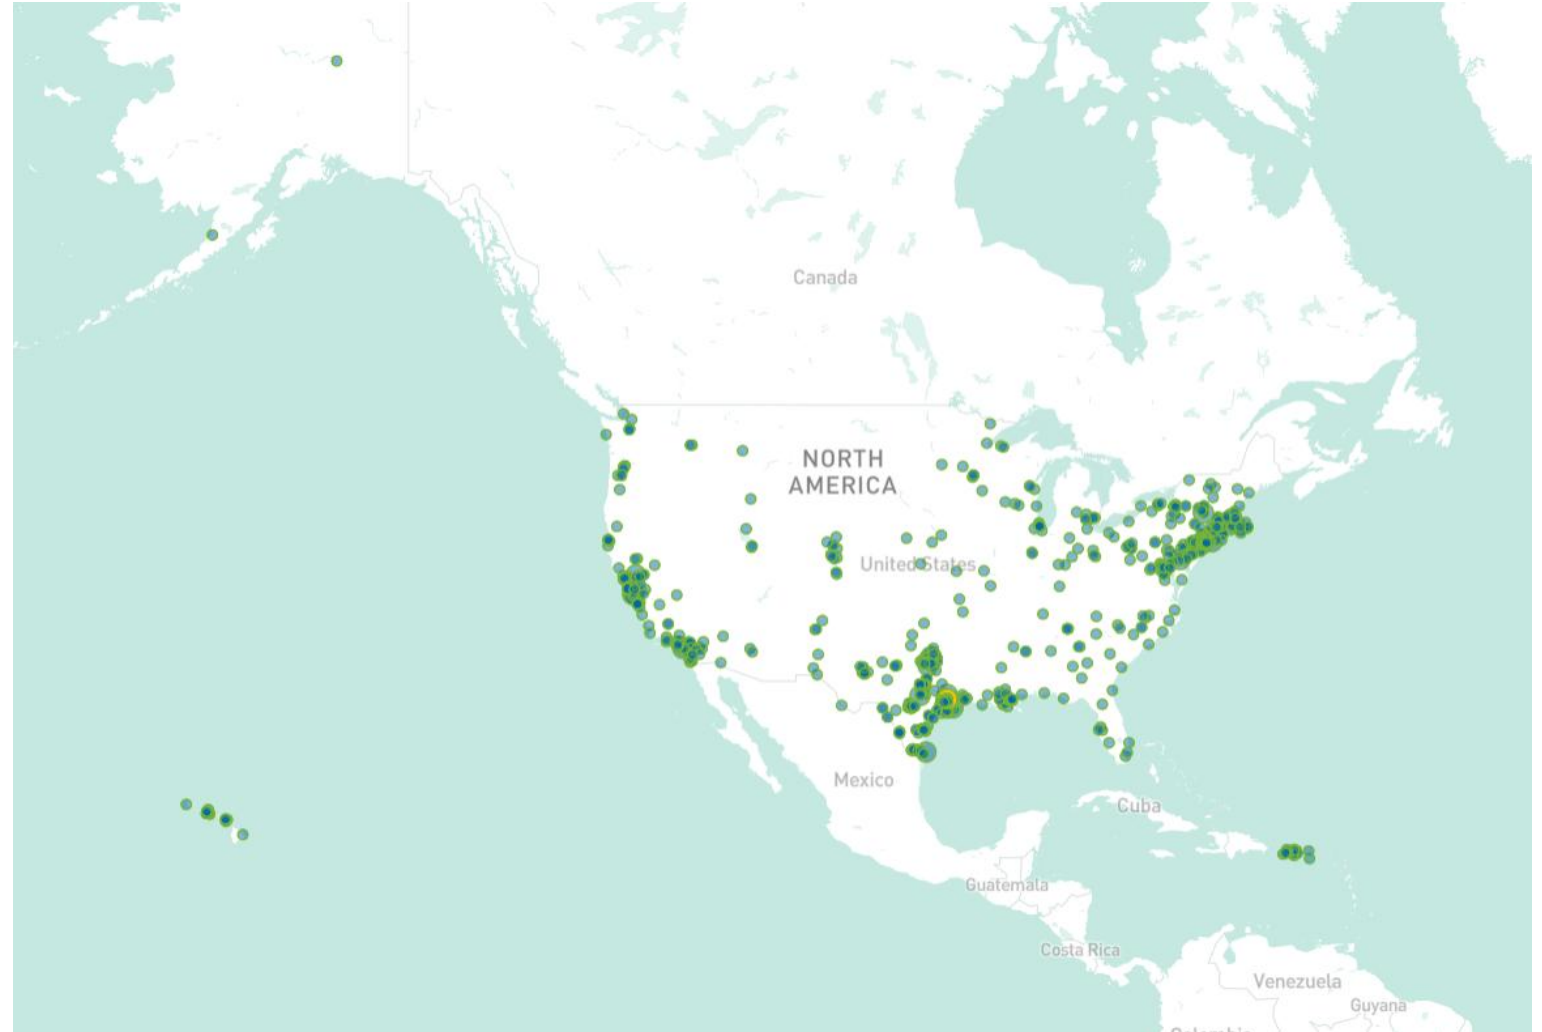 Canada
NORTH
AMERICA
United States
Mexico
Cuba
Guatemala
Costa Rica
Venezuela
Guyana